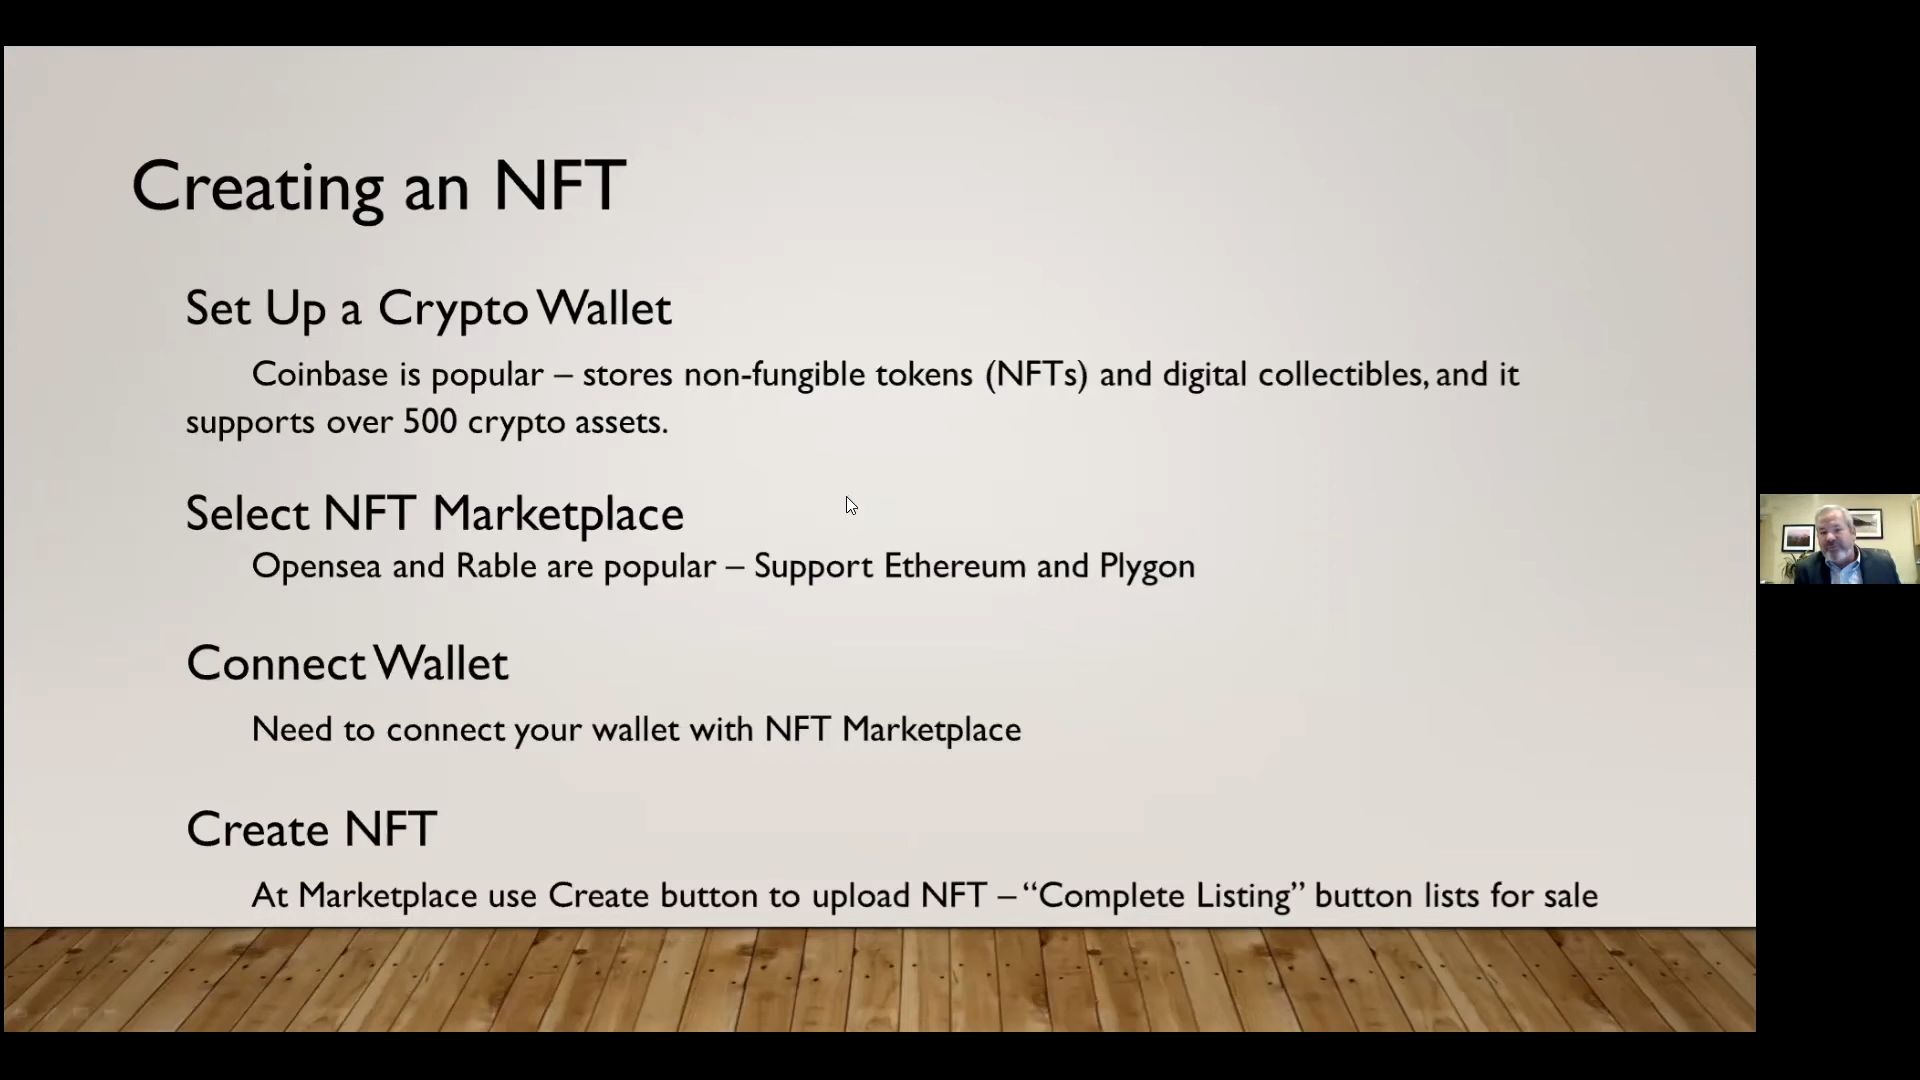 Creating an NFT
Set Up a Crypto Wallet
Coinbase is popular – stores non-fungible tokens (NFTs) and digital collectibles, and it
supports over 500 crypto assets.
Select NFT Marketplace
Opensea and Rable are popular – Support Ethereum and Plygon
Connect Wallet
Need to connect your wallet with NFT Marketplace
Create NFT
At Marketplace use Create button to upload NFT – “Complete Listing” button lists for sale